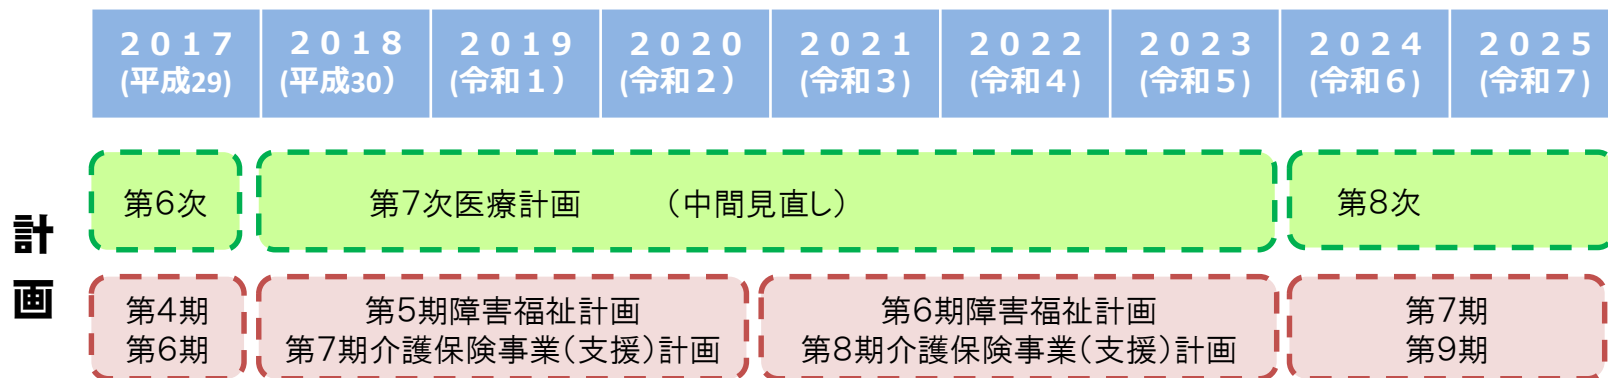 2017 2018 2019 2020 2021 2022 2023 2024 2025
(平成29) (平成30) (令和1) (令和2) (令和3) (令和4) (令和5) (令和6) (令和7)
計画
第6次 第7次医療計画 (中間見直し) 第8次
第4期 第5期障害福祉計画 第6期障害福祉計画 第7期
第6期 第7期介護保険事業(支援)計画 第8期介護保険事業(支援)計画 第9期